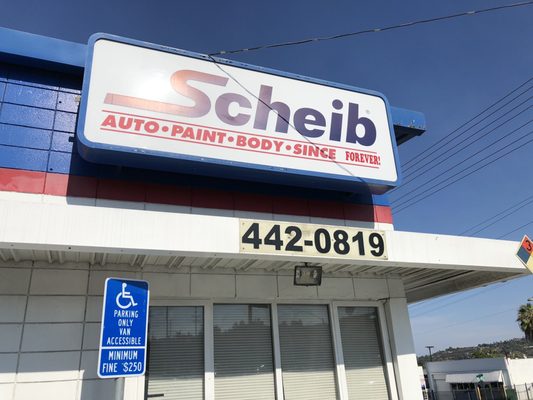 Scheib
AUTO•PAINT•BODY•SINCE FOREVER!
442-0819
PARKING
ONLY
VAN
ACCESSIBLE
MINIMUM
FINE $250